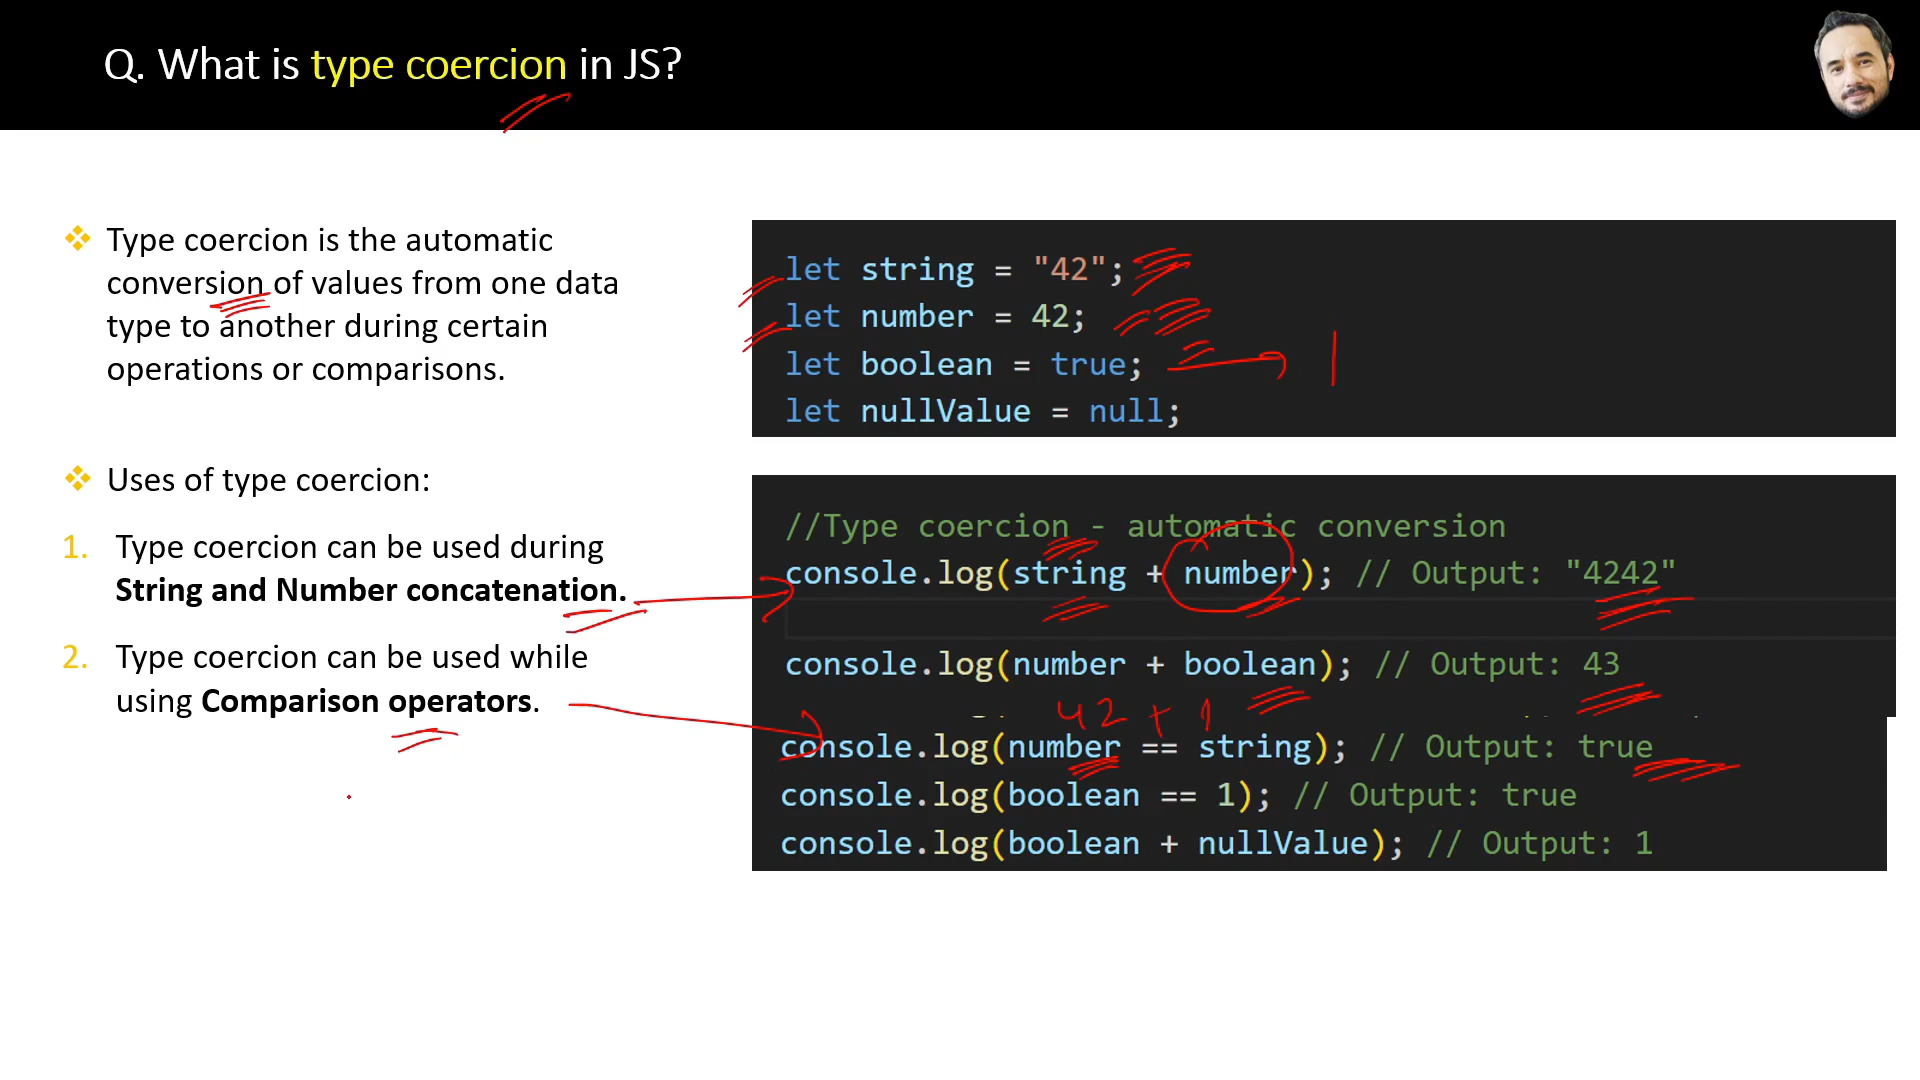 Q. What is type coercion in JS?
Type coercion is the automatic
conversion of values from one data
type to another during certain
operations or comparisons.
Uses of type coercion:
1. Type coercion can be used during
String and Number concatenation.
2. Type coercion can be used while
using Comparison operators.
let string = "42";
let number = 42;
let boolean = true; 1
let nullValue = null;
//Type coercion - automatic conversion
console.log(string + number); // Output: "4242"
console.log(number + boolean); // Output: 43
42 + 1
console.log(number == string); // Output: true
console.log(boolean == 1); // Output: true
console.log(boolean + nullValue); // Output: 1